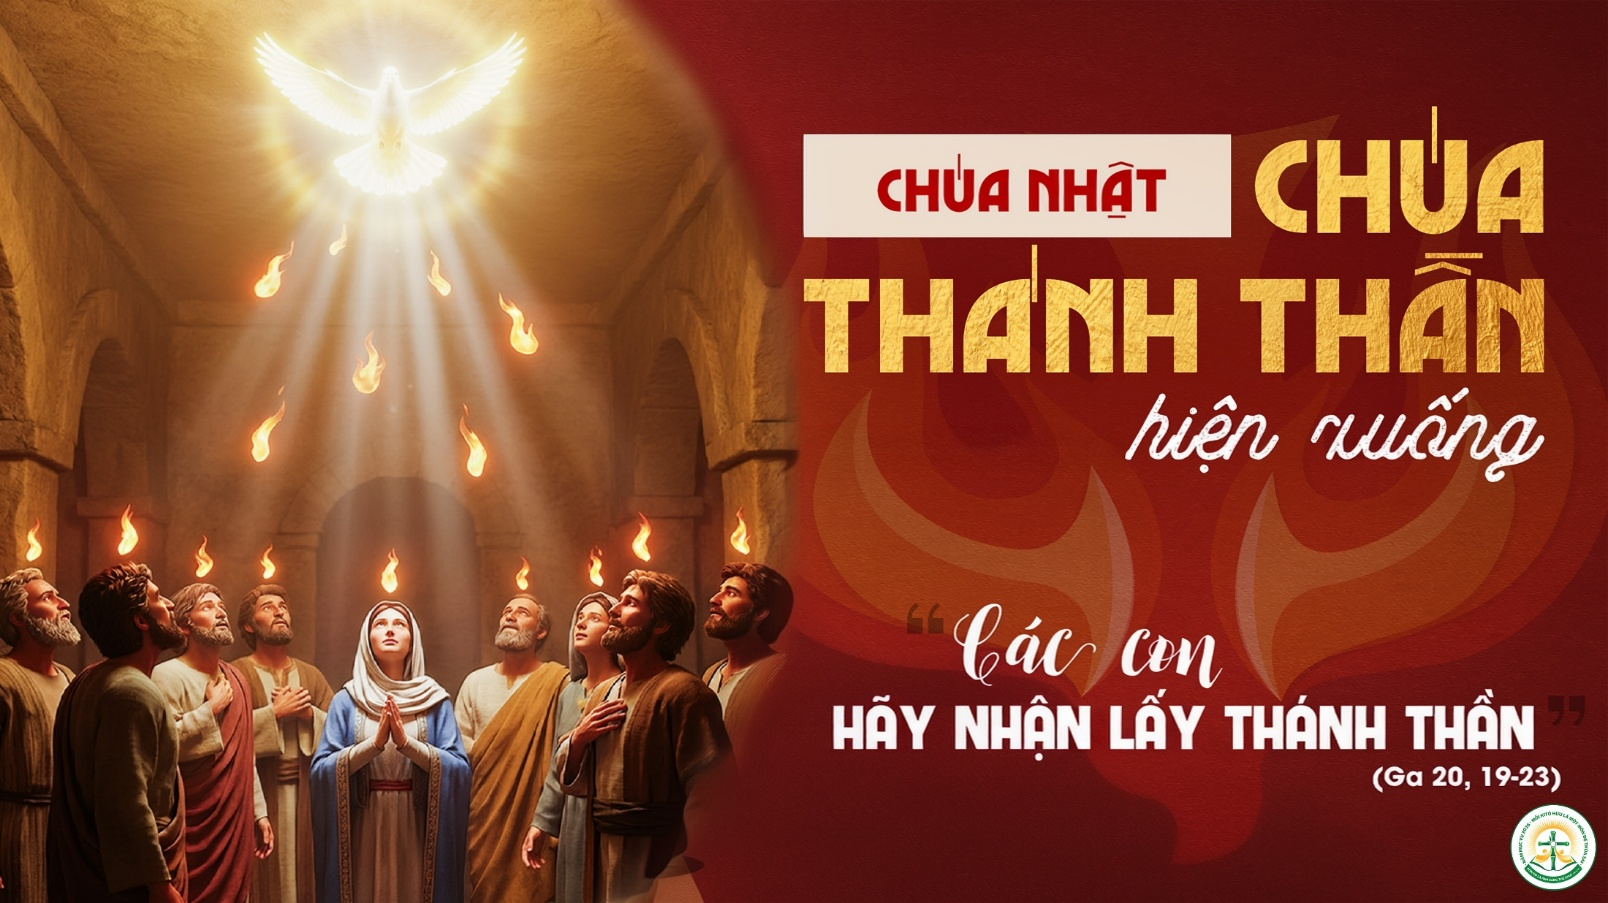 CHÚA NHẬT
CHÚA
THÁNH THẦN
hiện xuống
“Các con
HÃY NHẬN LẤY THÁNH THẦN”
(Ga 20, 19-23)